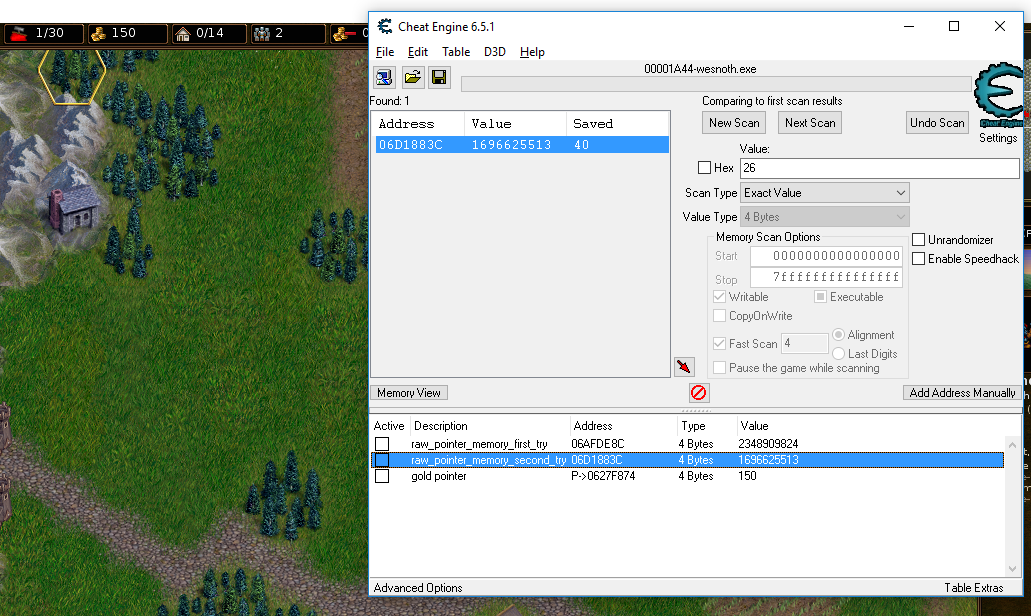 Cheat Engine 6.5.1
File Edit Table D3D Help
1/30 150 0/14 2
00001A44-wesnoth.exe
Found: 1
Comparing to first scan results
New Scan Next Scan Undo Scan
Cheat Engine
Settings
Address Value Saved
06D1883C 1696625513 40
Value:
Hex 26
Scan Type Exact Value
Value Type 4 Bytes
Memory Scan Options
Unrandomizer
Enable Speedhack
Start 0000000000000000
Stop 7fffffffffffffff
Writable Executable
CopyOnWrite
Fast Scan 4 Alignment
Last Digits
Pause the game while scanning
Memory View Add Address Manually
Active Description Address Type Value
raw_pointer_memory_first_try 06AFDE8C 4 Bytes 2348909824
raw_pointer_memory_second_try 06D1883C 4 Bytes 1696625513
gold pointer P->0627F874 4 Bytes 150
Advanced Options Table Extras